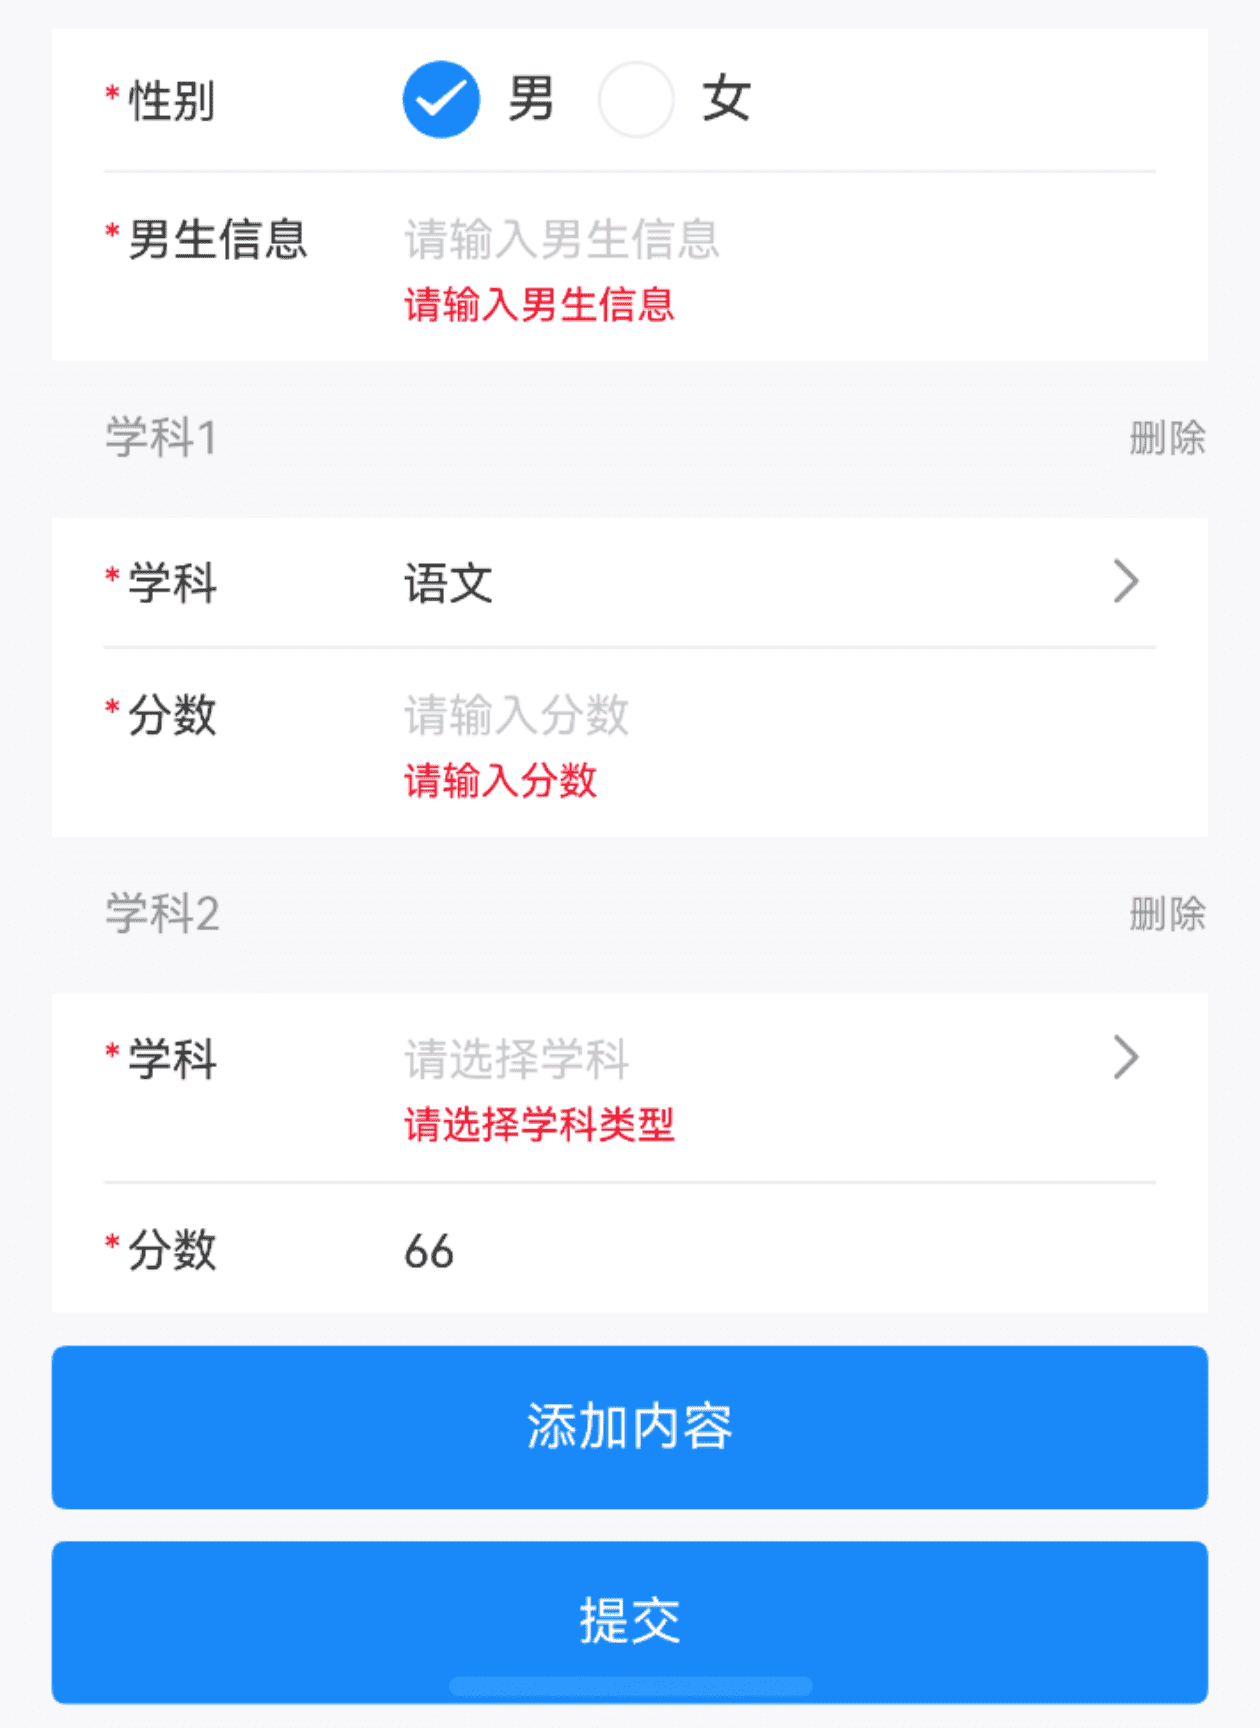 *性别 男 女
*男生信息 请输入男生信息
请输入男生信息
学科1 删除
*学科 语文
*分数 请输入分数
请输入分数
学科2 删除
*学科 请选择学科
请选择学科类型
*分数 66
添加内容
提交